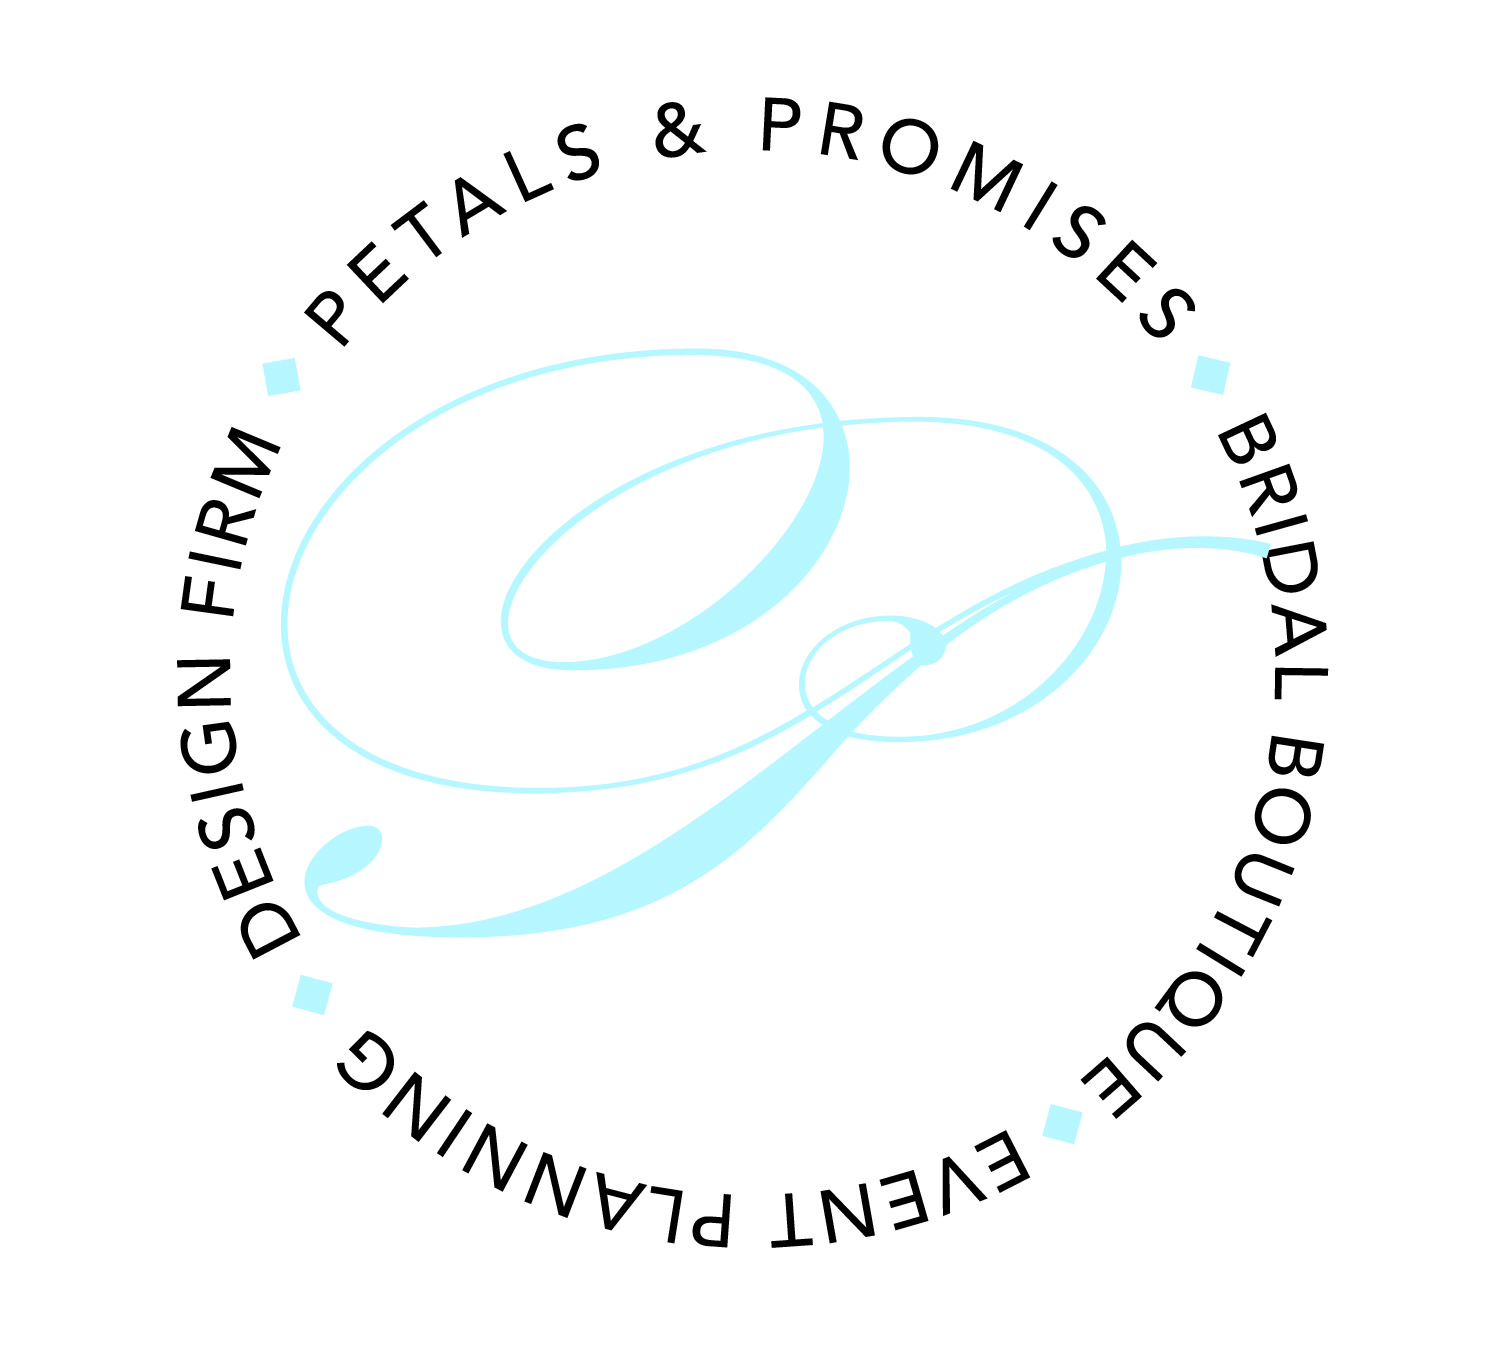 PETALS & PROMISES
BRIDAL BOUTIQUE
EVENT PLANNING
DESIGN FIRM